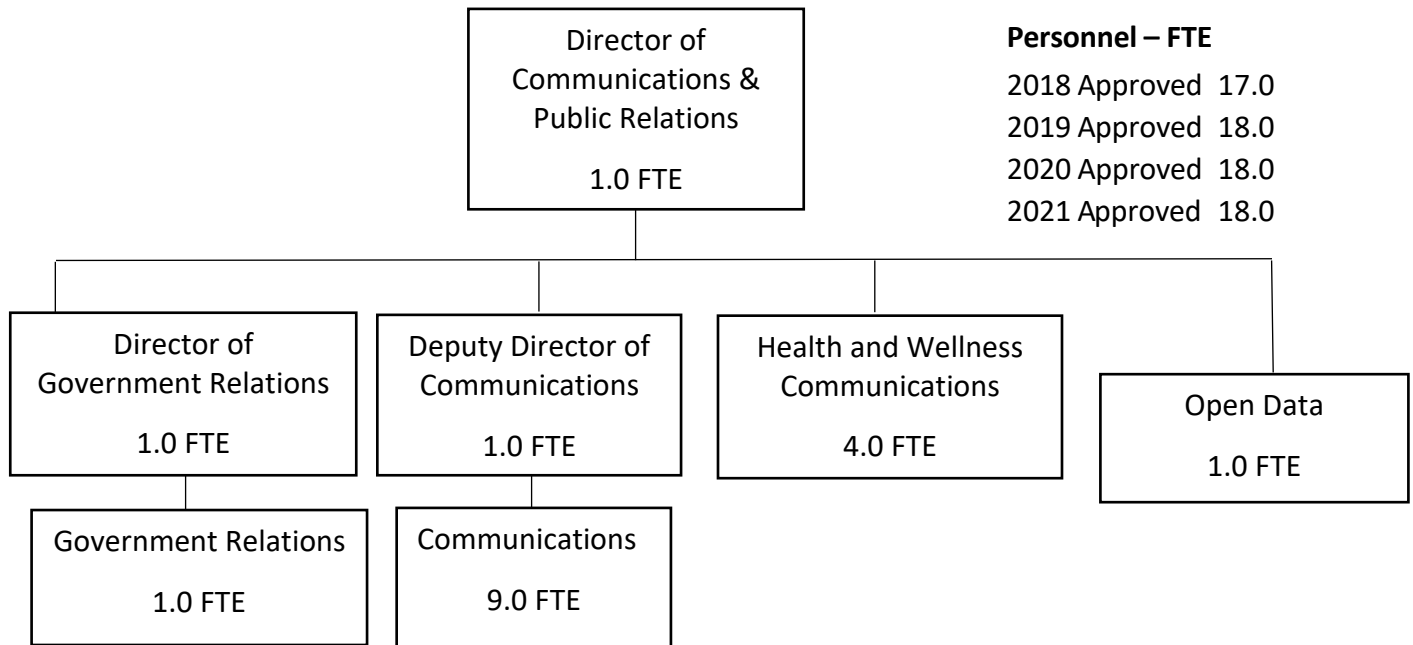 Director of
Communications &
Public Relations
1.0 FTE
Personnel – FTE
2018 Approved 17.0
2019 Approved 18.0
2020 Approved 18.0
2021 Approved 18.0
Director of
Government Relations
1.0 FTE
Deputy Director of
Communications
1.0 FTE
Health and Wellness
Communications
4.0 FTE
Open Data
1.0 FTE
Government Relations
1.0 FTE
Communications
9.0 FTE